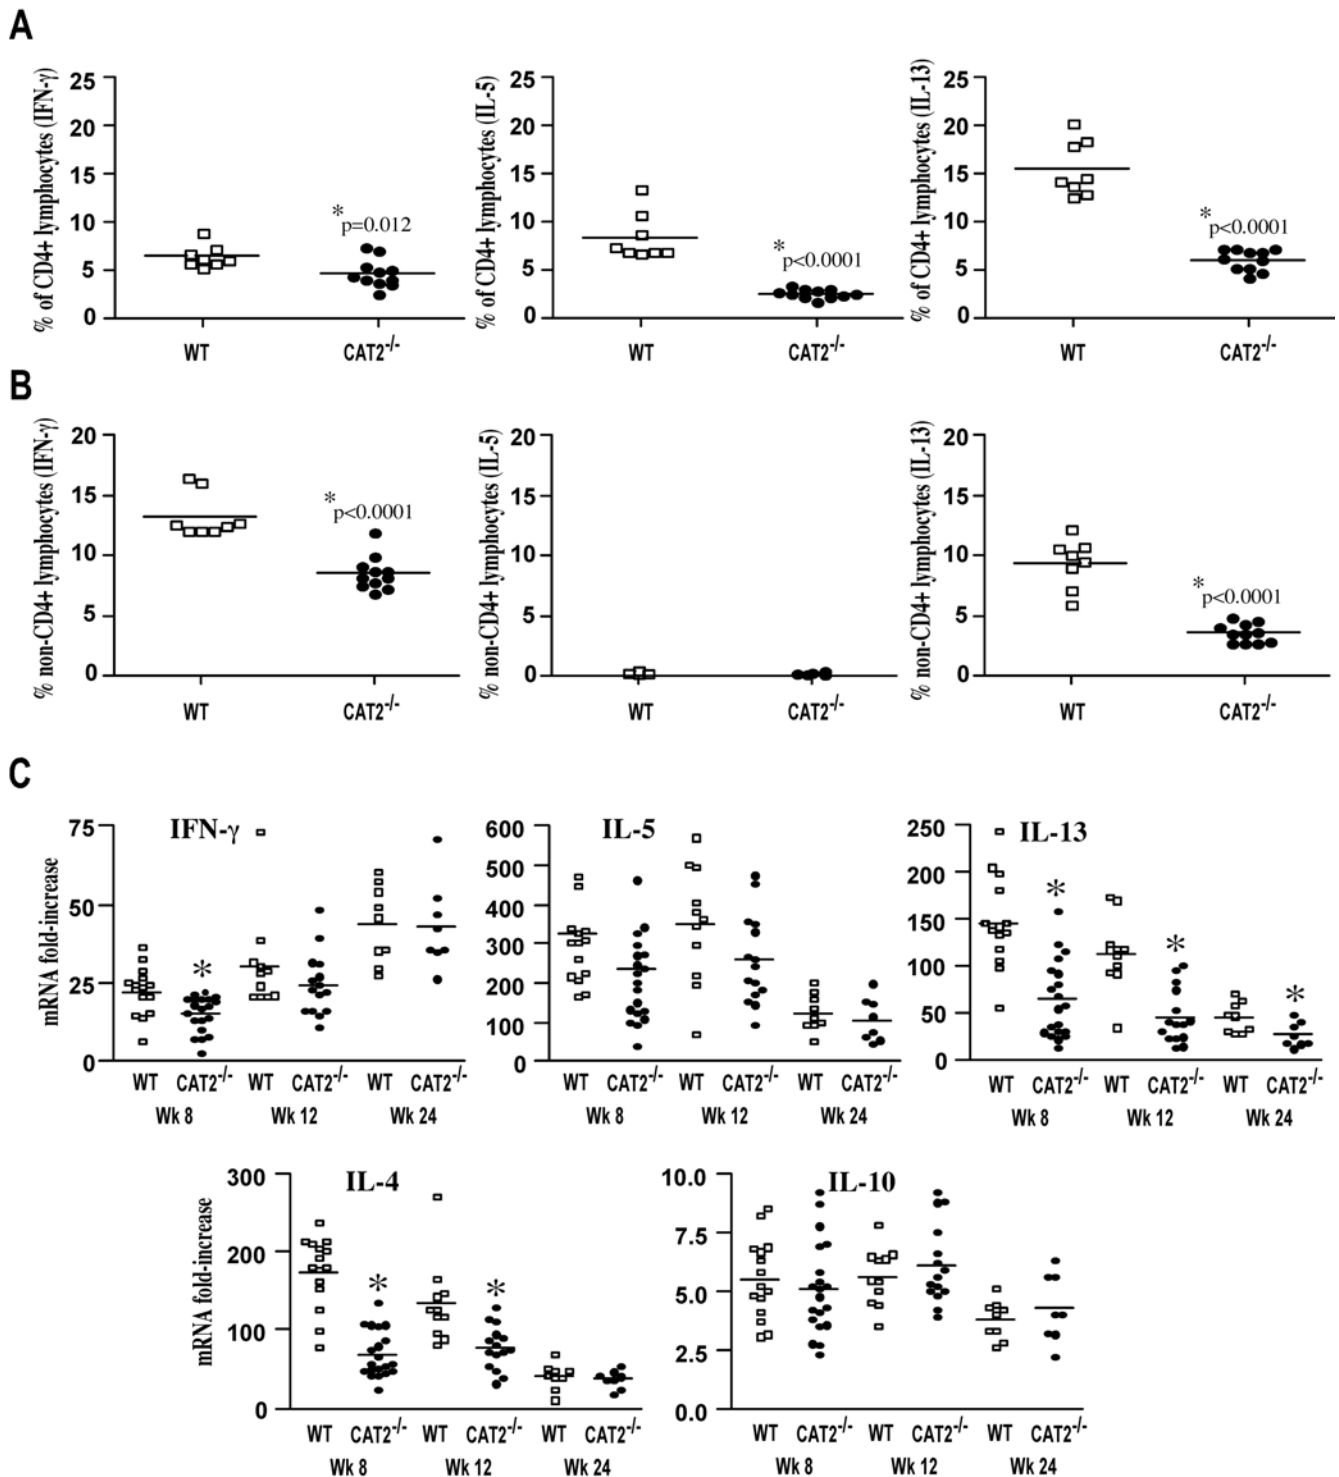 A
% of CD4+ lymphocytes (IFN-γ)
25
20
15
10
5
0
*
p=0.012
WT
CAT2-/-
% of CD4+ lymphocytes (IL-5)
25
20
15
10
5
0
*
p<0.0001
WT
CAT2-/-
% of CD4+ lymphocytes (IL-13)
25
20
15
10
5
0
*
p<0.0001
WT
CAT2-/-
B
% non-CD4+ lymphocytes (IFN-γ)
20
15
10
5
0
*
p<0.0001
WT
CAT2-/-
% non-CD4+ lymphocytes (IL-5)
20
15
10
5
0
WT
CAT2-/-
% non-CD4+ lymphocytes (IL-13)
20
15
10
5
0
*
p<0.0001
WT
CAT2-/-
C
mRNA fold-increase
IFN-γ
75
50
25
0
*
WT CAT2-/- WT CAT2-/- WT CAT2-/-
Wk 8 Wk 12 Wk 24
IL-5
600
500
400
300
200
100
0
WT CAT2-/- WT CAT2-/- WT CAT2-/-
Wk 8 Wk 12 Wk 24
IL-13
250
200
150
100
50
0
* * *
WT CAT2-/- WT CAT2-/- WT CAT2-/-
Wk 8 Wk 12 Wk 24
mRNA fold-increase
IL-4
300
200
100
0
* *
WT CAT2-/- WT CAT2-/- WT CAT2-/-
Wk 8 Wk 12 Wk 24
IL-10
10.0
7.5
5.0
2.5
0.0
WT CAT2-/- WT CAT2-/- WT CAT2-/-
Wk 8 Wk 12 Wk 24